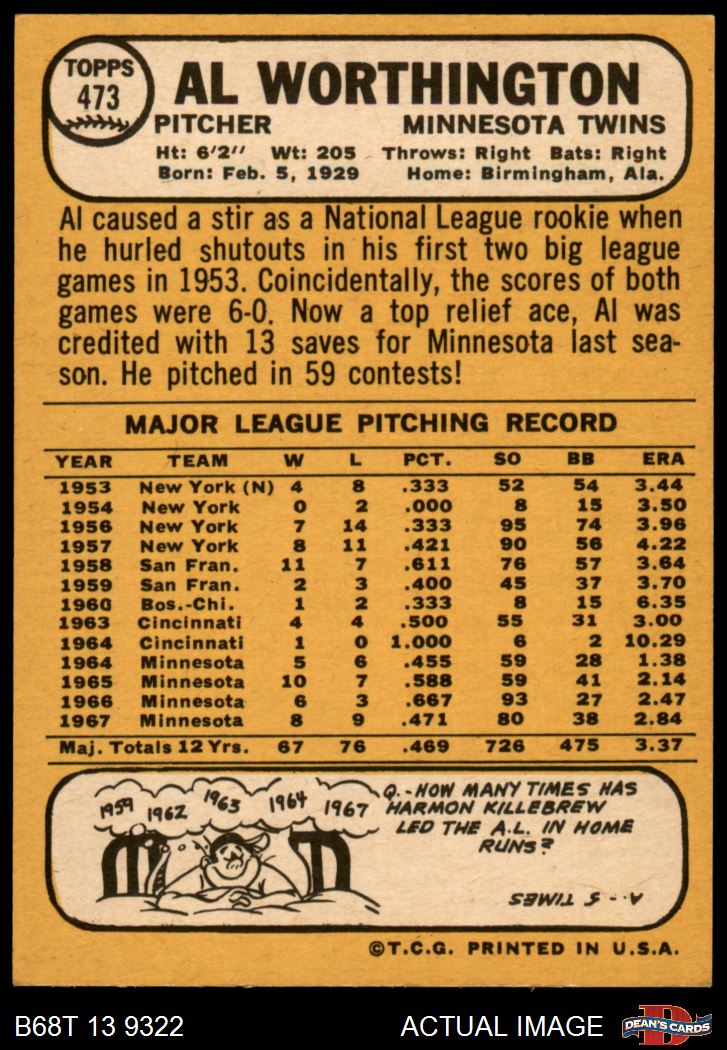 TOPPS
473
AL WORTHINGTON
PITCHER MINNESOTA TWINS
Ht: 6'2" Wt: 205 Throws: Right Bats: Right
Born: Feb. 5, 1929 Home: Birmingham, Ala.
Al caused a stir as a National League rookie when
he hurled shutouts in his first two big league
games in 1953. Coincidentally, the scores of both
games were 6-0. Now a top relief ace, Al was
credited with 13 saves for Minnesota last sea-
son. He pitched in 59 contests!
MAJOR LEAGUE PITCHING RECORD
YEAR TEAM W L PCT. SO BB ERA
1953 New York (N) 4 8 .333 52 54 3.44
1954 New York 0 2 .000 8 15 3.50
1956 New York 7 14 .333 95 74 3.96
1957 New York 8 11 .421 90 56 4.22
1958 San Fran. 11 7 .611 76 57 3.64
1959 San Fran. 2 3 .400 45 37 3.70
1960 Bos.-Chi. 1 2 .333 8 15 6.35
1963 Cincinnati 4 4 .500 55 31 3.00
1964 Cincinnati 1 0 1.000 6 2 10.29
1964 Minnesota 5 6 .455 59 28 1.38
1965 Minnesota 10 7 .588 59 41 2.14
1966 Minnesota 6 3 .667 93 27 2.47
1967 Minnesota 8 9 .471 80 38 2.84
Maj. Totals 12 Yrs. 67 76 .469 726 475 3.37
1959 1962 1963 1964 1967
Q.-HOW MANY TIMES HAS
HARMON KILLEBREW
LED THE A.L. IN HOME
RUNS?
A--5 TIMES
©T.C.G. PRINTED IN U.S.A.
B68T 13 9322 ACTUAL IMAGE
D
DEAN'S CARDS